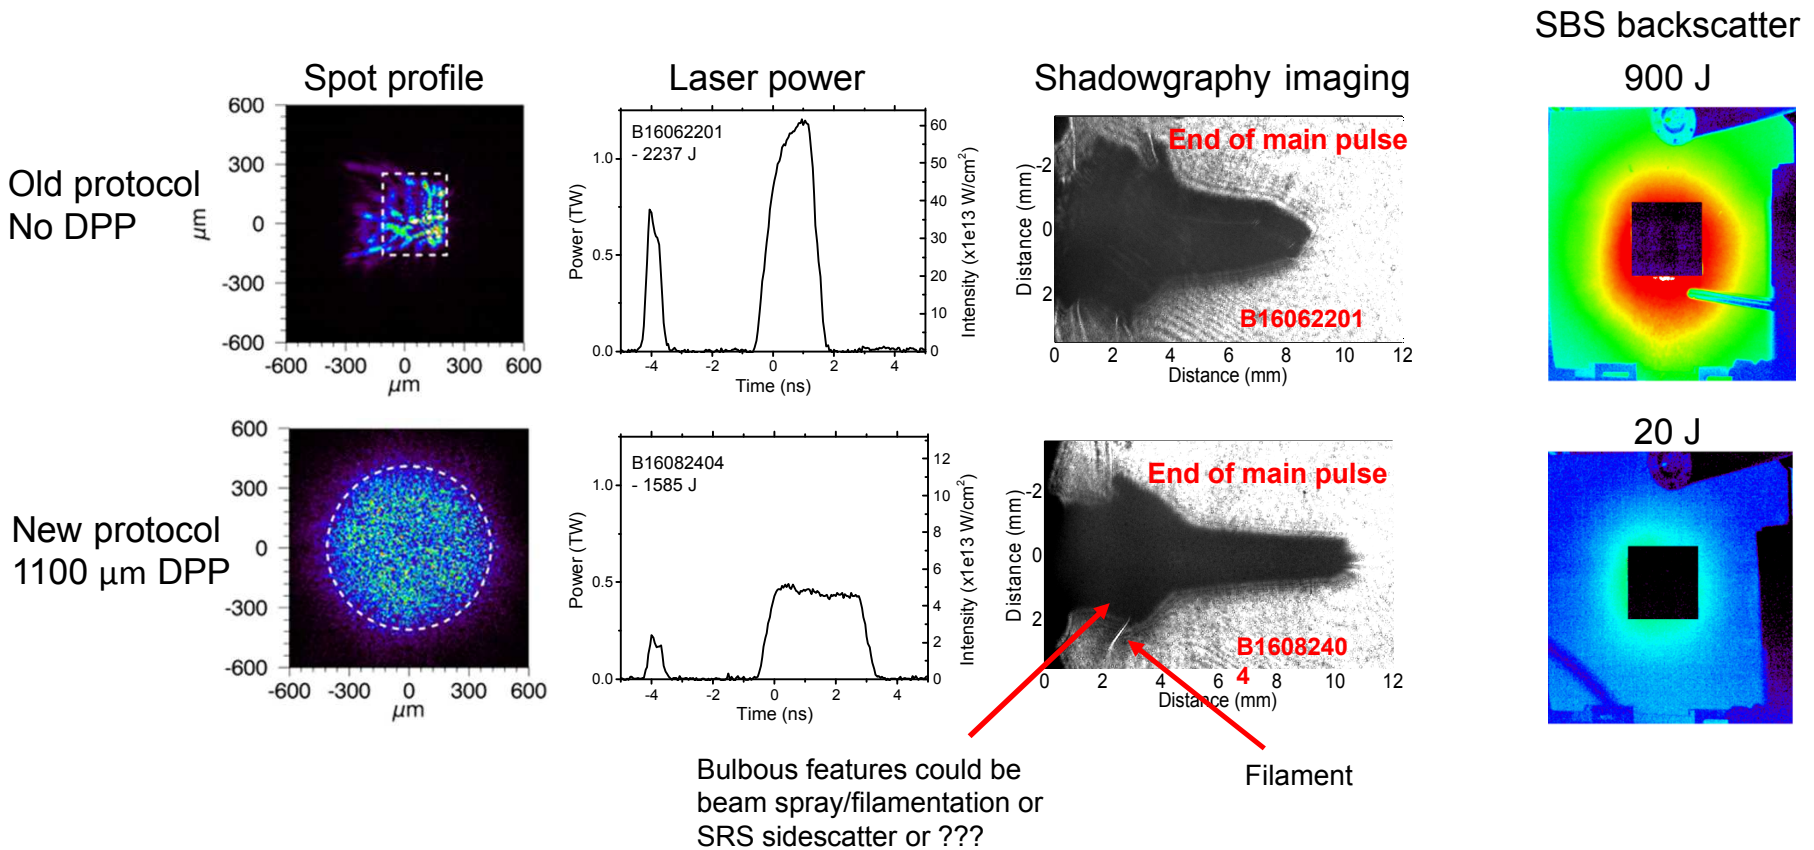 SBS backscatter
Spot profile
Laser power
Shadowgraphy imaging
900 J
Old protocol
No DPP
600
300
0
-300
-600
μm
-600 -300 0 300 600
μm
B16062201
- 2237 J
1.0
0.5
0.0
Power (TW)
-4 -2 0 2 4
Time (ns)
60
50
40
30
20
10
0
Intensity (x1e13 W/cm²)
End of main pulse
B16062201
-2
0
2
Distance (mm)
0 2 4 6 8 10 12
Distance (mm)
20 J
New protocol
1100 μm DPP
600
300
0
-300
-600
-600 -300 0 300 600
μm
B16082404
- 1585 J
1.0
0.5
0.0
Power (TW)
-4 -2 0 2 4
Time (ns)
12
10
8
6
4
2
0
Intensity (x1e13 W/cm²)
End of main pulse
B1608240
4
-2
0
2
Distance (mm)
0 2 4 6 8 10 12
Distance (mm)
Bulbous features could be
beam spray/filamentation or
SRS sidescatter or ???
Filament